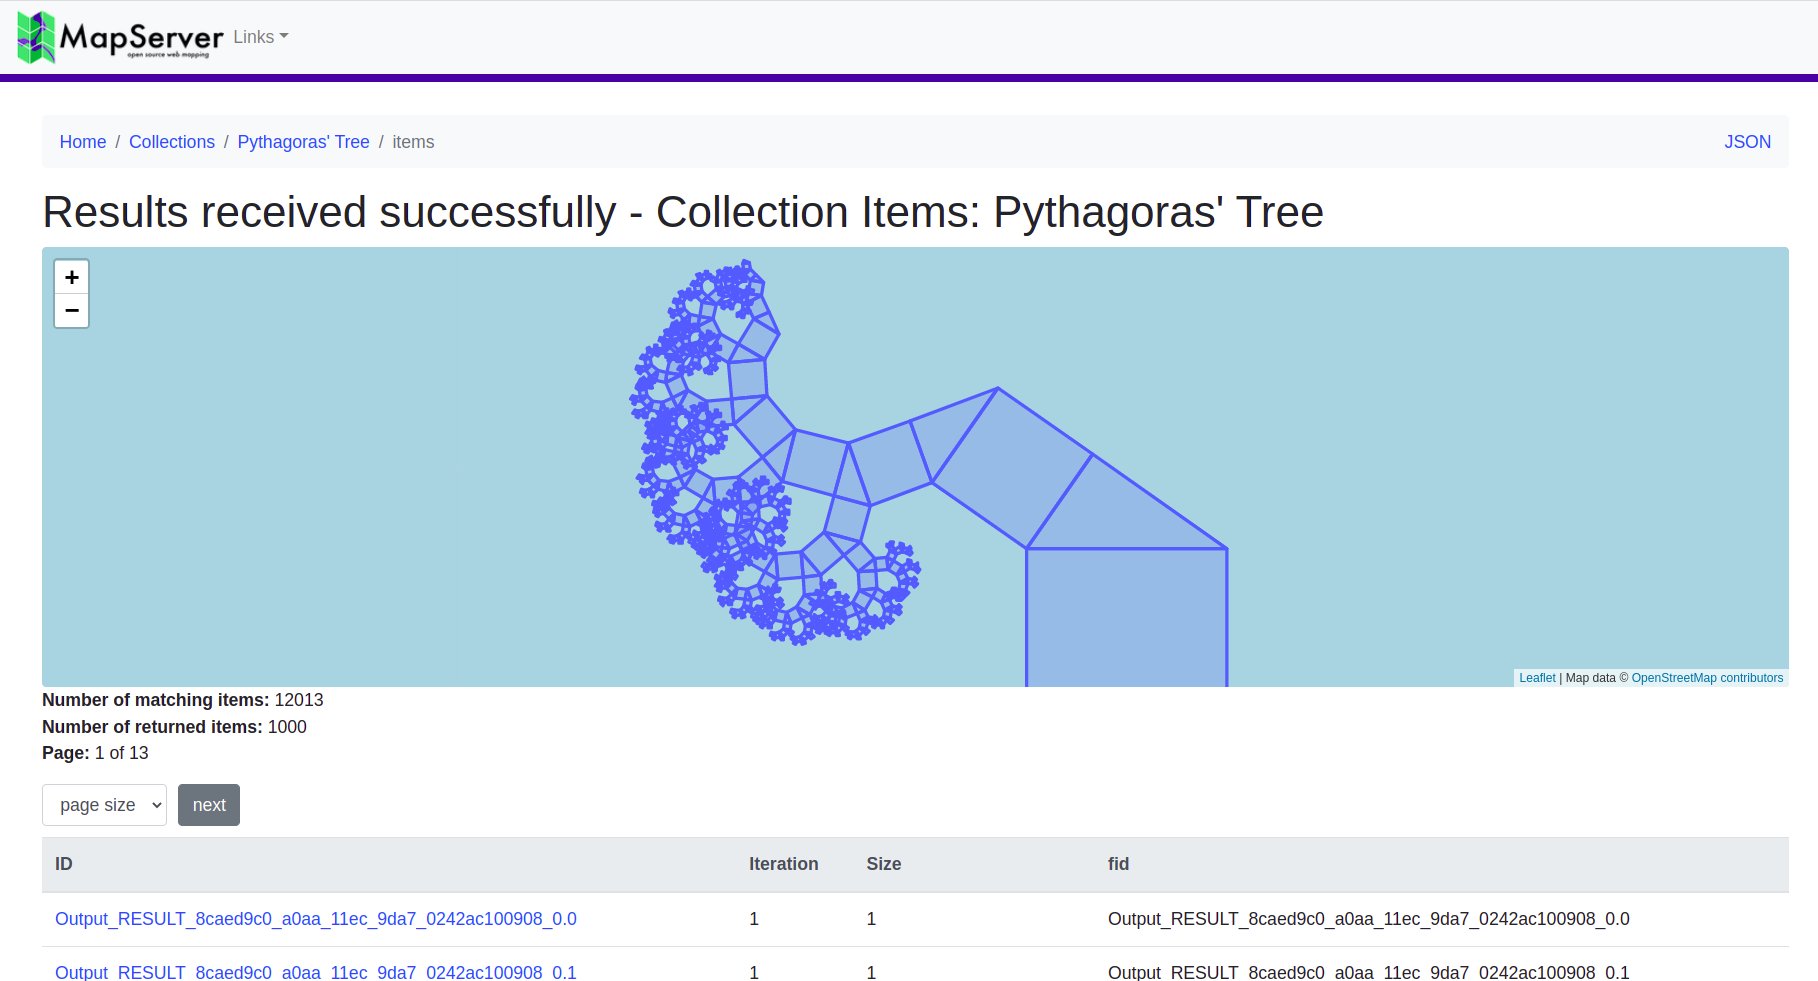 MapServer
open source web mapping
Links
Home / Collections / Pythagoras' Tree / items
JSON
Results received successfully - Collection Items: Pythagoras' Tree
+
−
Leaflet | Map data © OpenStreetMap contributors
Number of matching items: 12013
Number of returned items: 1000
Page: 1 of 13
page size
next
ID Iteration Size fid
Output_RESULT_8caed9c0_a0aa_11ec_9da7_0242ac100908_0.0 1 1 Output_RESULT_8caed9c0_a0aa_11ec_9da7_0242ac100908_0.0
Output_RESULT_8caed9c0_a0aa_11ec_9da7_0242ac100908_0.1 1 1 Output_RESULT_8caed9c0_a0aa_11ec_9da7_0242ac100908_0.1